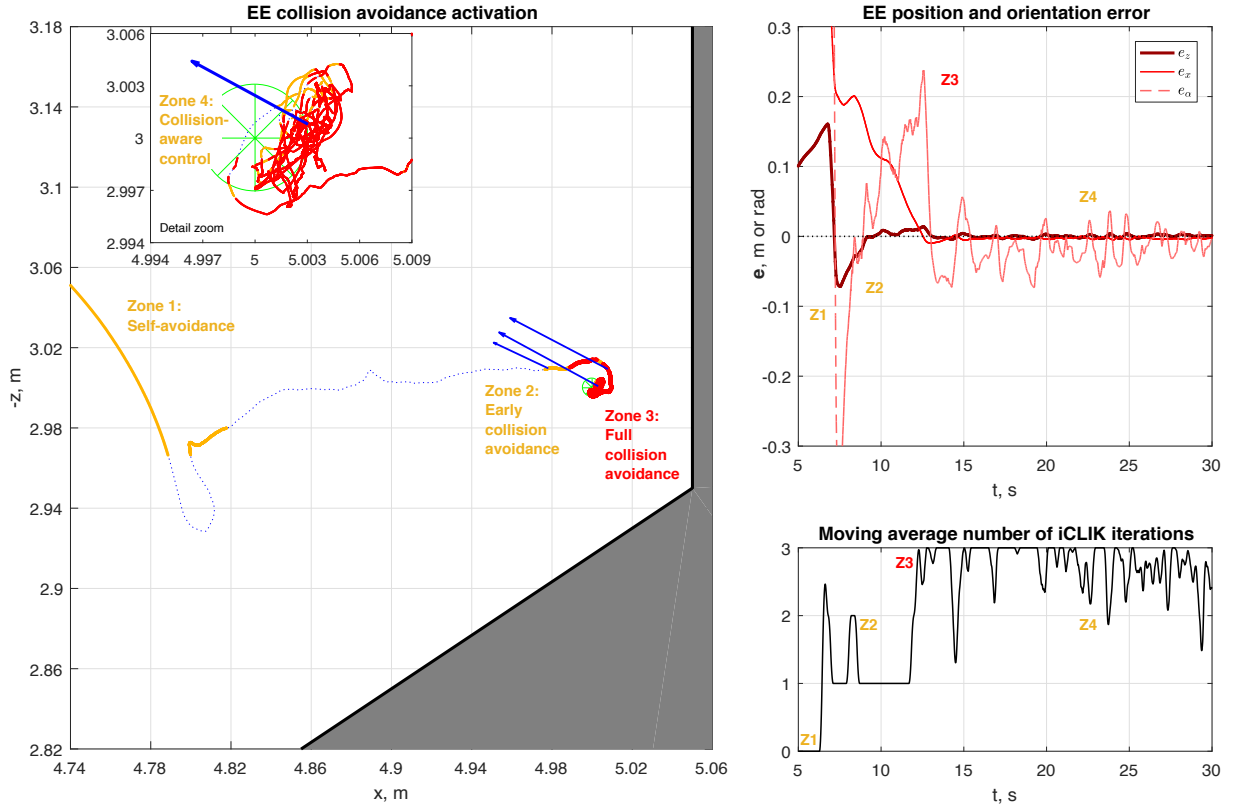 EE collision avoidance activation
3.18
3.14
3.1
3.06
3.02
2.98
2.94
2.9
2.86
2.82
-z, m
4.74
4.78
4.82
4.86
4.9
4.94
4.98
5.02
5.06
x, m
3.006
3.003
3
2.997
2.994
4.994
4.997
5
5.003
5.006
5.009
Zone 4:
Collision-
aware
control
Detail zoom
Zone 1:
Self-avoidance
Zone 2:
Early
collision
avoidance
Zone 3:
Full
collision
avoidance
EE position and orientation error
0.3
0.2
0.1
0
-0.1
-0.2
-0.3
e, m or rad
5
10
15
20
25
30
t, s
Z1
Z2
Z3
Z4
e_z
e_x
e_α
Moving average number of iCLIK iterations
3
2
1
0
5
10
15
20
25
30
t, s
Z1
Z2
Z3
Z4